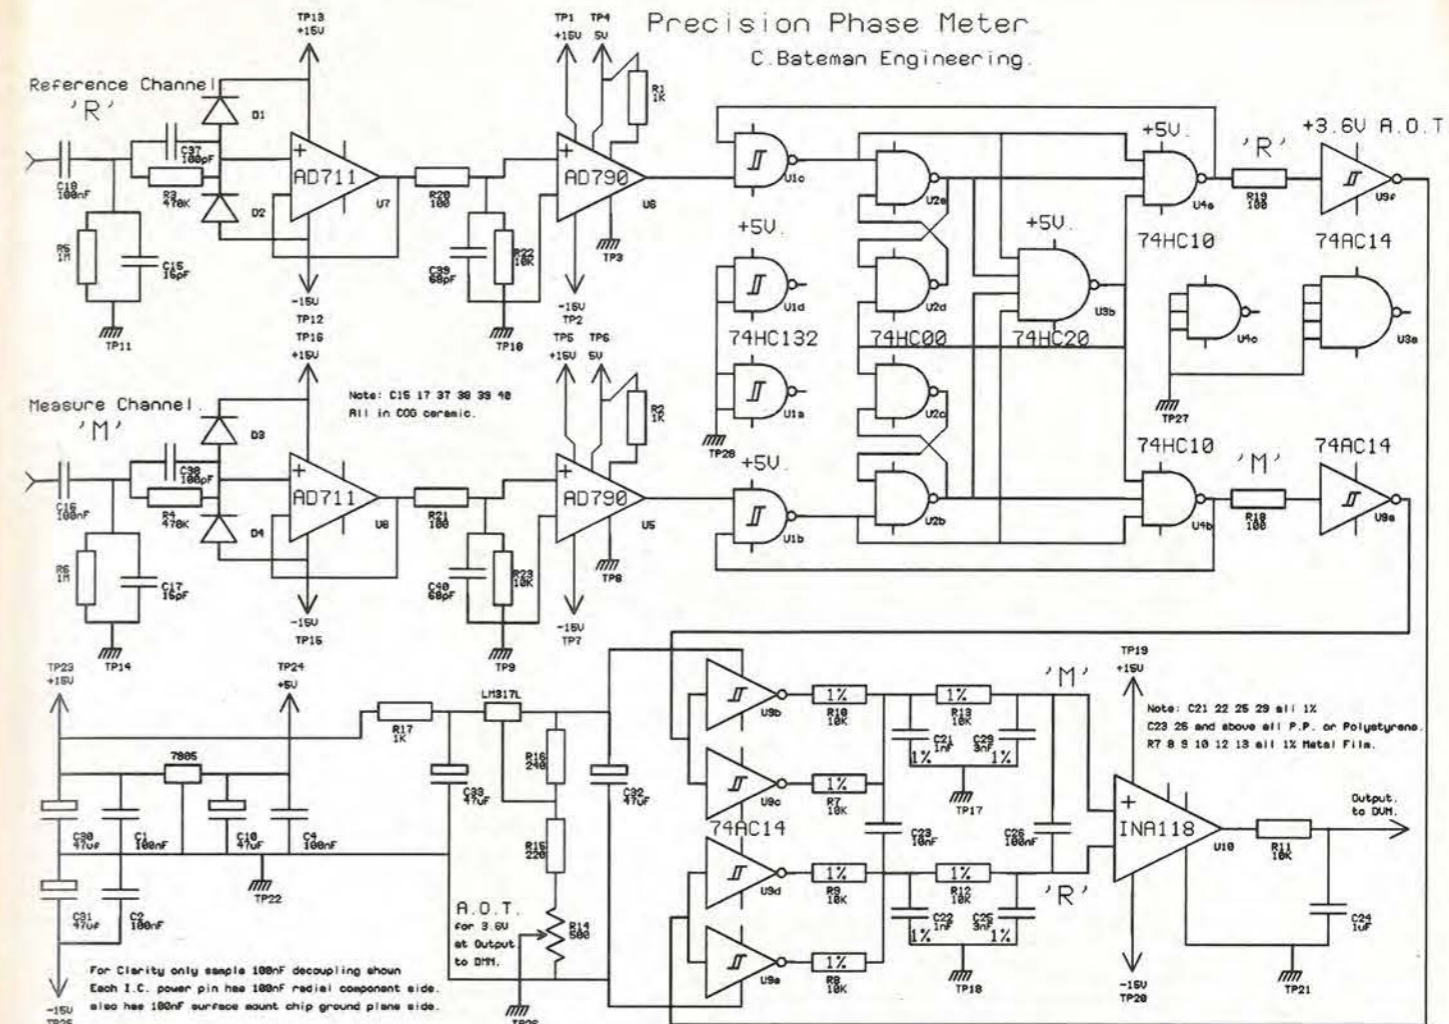 Precision Phase Meter
C.Bateman Engineering.
TP13
+15V
TP1
+15V
TP4
5V
Reference Channel
'R'
D1
C37
100pF
C18
100nF
R3
470K
D2
R5
1M
C15
15pF
TP11
AD711
U7
-15V
TP12
R20
100
C39
68pF
R22
10K
TP10
R1
1K
AD790
U6
TP3
-15V
TP2
U1c
U2a
+5V.
U4a
'R'
R19
100
+3.6V A.O.T
U9f
+5V.
U1d
74HC132
U1a
TP28
U2d
74HC00
U2c
+5V.
U3b
74HC20
74HC10
U4c
TP27
74AC14
U3a
TP16
+15V
TP5
+15V
TP6
5V
Note: C15 17 37 38 39 40
All in COG ceramic.
Measure Channel.
'M'
D3
C38
100pF
C16
100nF
R4
470K
D4
R6
1M
C17
15pF
TP14
AD711
U8
-15V
TP15
R21
100
C40
68pF
R23
10K
TP9
R2
1K
AD790
U5
TP8
-15V
TP7
+5V.
U1b
U2b
74HC10
U4b
'M'
R18
100
74AC14
U9a
TP23
+15V
TP24
+5V
R17
1K
LM317L
7805
C30
47uF
C1
100nF
C10
47uF
C4
100nF
C33
47uF
R16
240
C32
47uF
R15
220
TP22
C31
47uF
C2
100nF
A.O.T.
for 3.6V
at Output
to DMM.
R14
500
For Clarity only sample 100nF decoupling shown
Each I.C. power pin has 100nF radial component side.
also has 100nF surface mount chip ground plane side.
-15V
TP25
TP26
U9b
1%
R10
10K
1%
R13
10K
'M'
C21
1nF
1%
C29
3nF
1%
TP17
U9c
1%
R7
10K
74AC14
C23
10nF
C26
100nF
U9d
1%
R9
10K
1%
R12
10K
'R'
C22
1nF
1%
C25
3nF
1%
TP18
U9e
1%
R8
10K
TP19
+15V
Note: C21 22 25 29 all 1%
C23 26 and above all P.P. or Polystyrene.
R7 8 9 10 12 13 all 1% Metal Film.
INA118
U10
R11
10K
Output.
to DVM.
C24
1uF
-15V
TP20
TP21